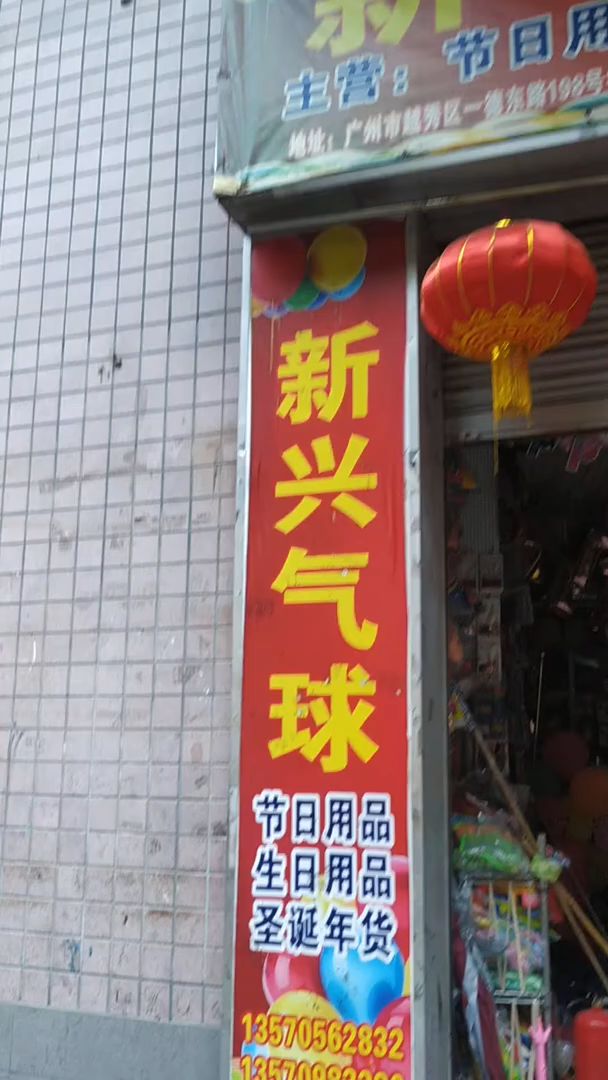 新
主营：节日用
地址：广州市越秀区一德东路198号
新兴气球
节日用品
生日用品
圣诞年货
13570562832